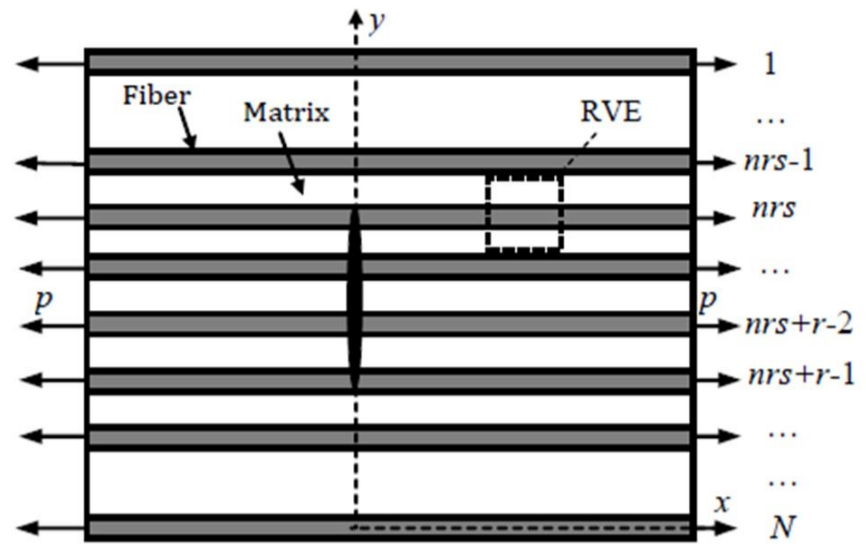 y
1
Fiber
Matrix
RVE
...
nrs-1
nrs
...
p
p
nrs+r-2
nrs+r-1
...
...
x
N